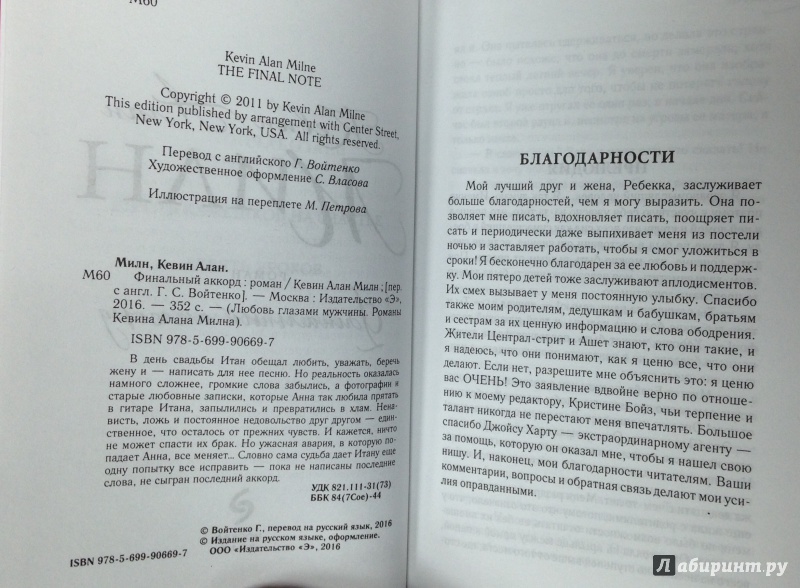 М60
Kevin Alan Milne
THE FINAL NOTE
Copyright © 2011 by Kevin Alan Milne
This edition published by arrangement with Center Street,
New York, New York, USA. All rights reserved.
Перевод с английского Г. Войтенко
Художественное оформление С. Власова
Иллюстрация на переплете М. Петрова
Милн, Кевин Алан.
М60 Финальный аккорд : роман / Кевин Алан Милн ; [пер.
с англ. Г. С. Войтенко]. — Москва : Издательство «Э»,
2016. — 352 с. — (Любовь глазами мужчины. Романы
Кевина Алана Милна).
ISBN 978-5-699-90669-7
В день свадьбы Итан обещал любить, уважать, беречь
жену и — написать для нее песню. Но реальность оказалась
намного сложнее, громкие слова забылись, а фотографии и
старые любовные записки, которые Анна так любила прятать
в гитаре Итана, запылились и превратились в хлам. Нена-
висть, ложь и постоянное недовольство друг другом — един-
ственное, что осталось от прежних чувств. И кажется, ничто
не может спасти их брак. Но ужасная авария, в которую по-
падает Анна, все меняет... Словно сама судьба дает Итану еще
одну попытку все исправить — пока не написаны последние
слова, не сыгран последний аккорд.
УДК 821.111-31(73)
ББК 84(7Сое)-44
© Войтенко Г., перевод на русский язык, 2016
© Издание на русском языке, оформление.
ООО «Издательство «Э», 2016
ISBN 978-5-699-90669-7
БЛАГОДАРНОСТИ
Мой лучший друг и жена, Ребекка, заслуживает
больше благодарностей, чем я могу выразить. Она по-
зволяет мне писать, вдохновляет писать, поощряет пи-
сать и периодически даже выпихивает меня из постели
ночью и заставляет работать, чтобы я смог уложиться в
сроки! Я бесконечно благодарен за ее любовь и поддерж-
ку. Мои пятеро детей тоже заслуживают аплодисментов.
Их смех вызывает у меня постоянную улыбку. Спасибо
также моим родителям, дедушкам и бабушкам, братьям
и сестрам за их ценную информацию и слова ободрения.
Жители Централ-стрит и Ашет знают, кто они такие, и
я надеюсь, что они понимают, как я ценю все, что они
делают. Если нет, разрешите мне объяснить это: я ценю
вас ОЧЕНЬ! Это заявление вдвойне верно по отноше-
нию к моему редактору, Кристине Бойз, чьи терпение и
талант никогда не перестают меня впечатлять. Большое
спасибо Джойсу Харту — экстраординарному агенту —
за помощь, которую он оказал мне, чтобы я нашел свою
нишу. И, наконец, мои благодарности читателям. Ваши
комментарии, вопросы и обратная связь делают мои уси-
лия оправданными.
Лабиринт.ру